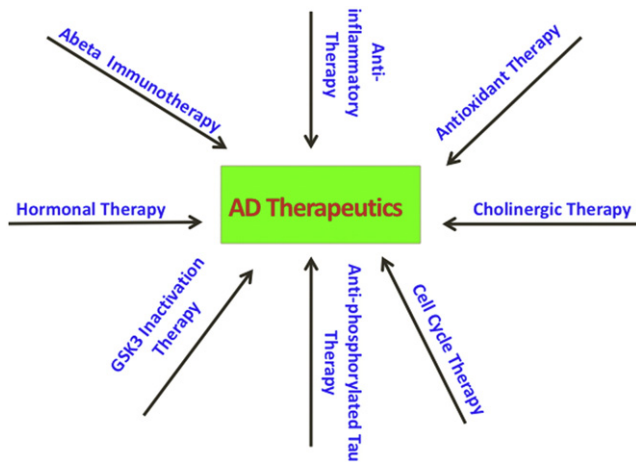 Abeta Immunotherapy
Anti-
inflammatory
Therapy
Antioxidant Therapy
Hormonal Therapy
AD Therapeutics
Cholinergic Therapy
GSK3 Inactivation
Therapy
Anti-phosphorylated Tau
Therapy
Cell Cycle Therapy